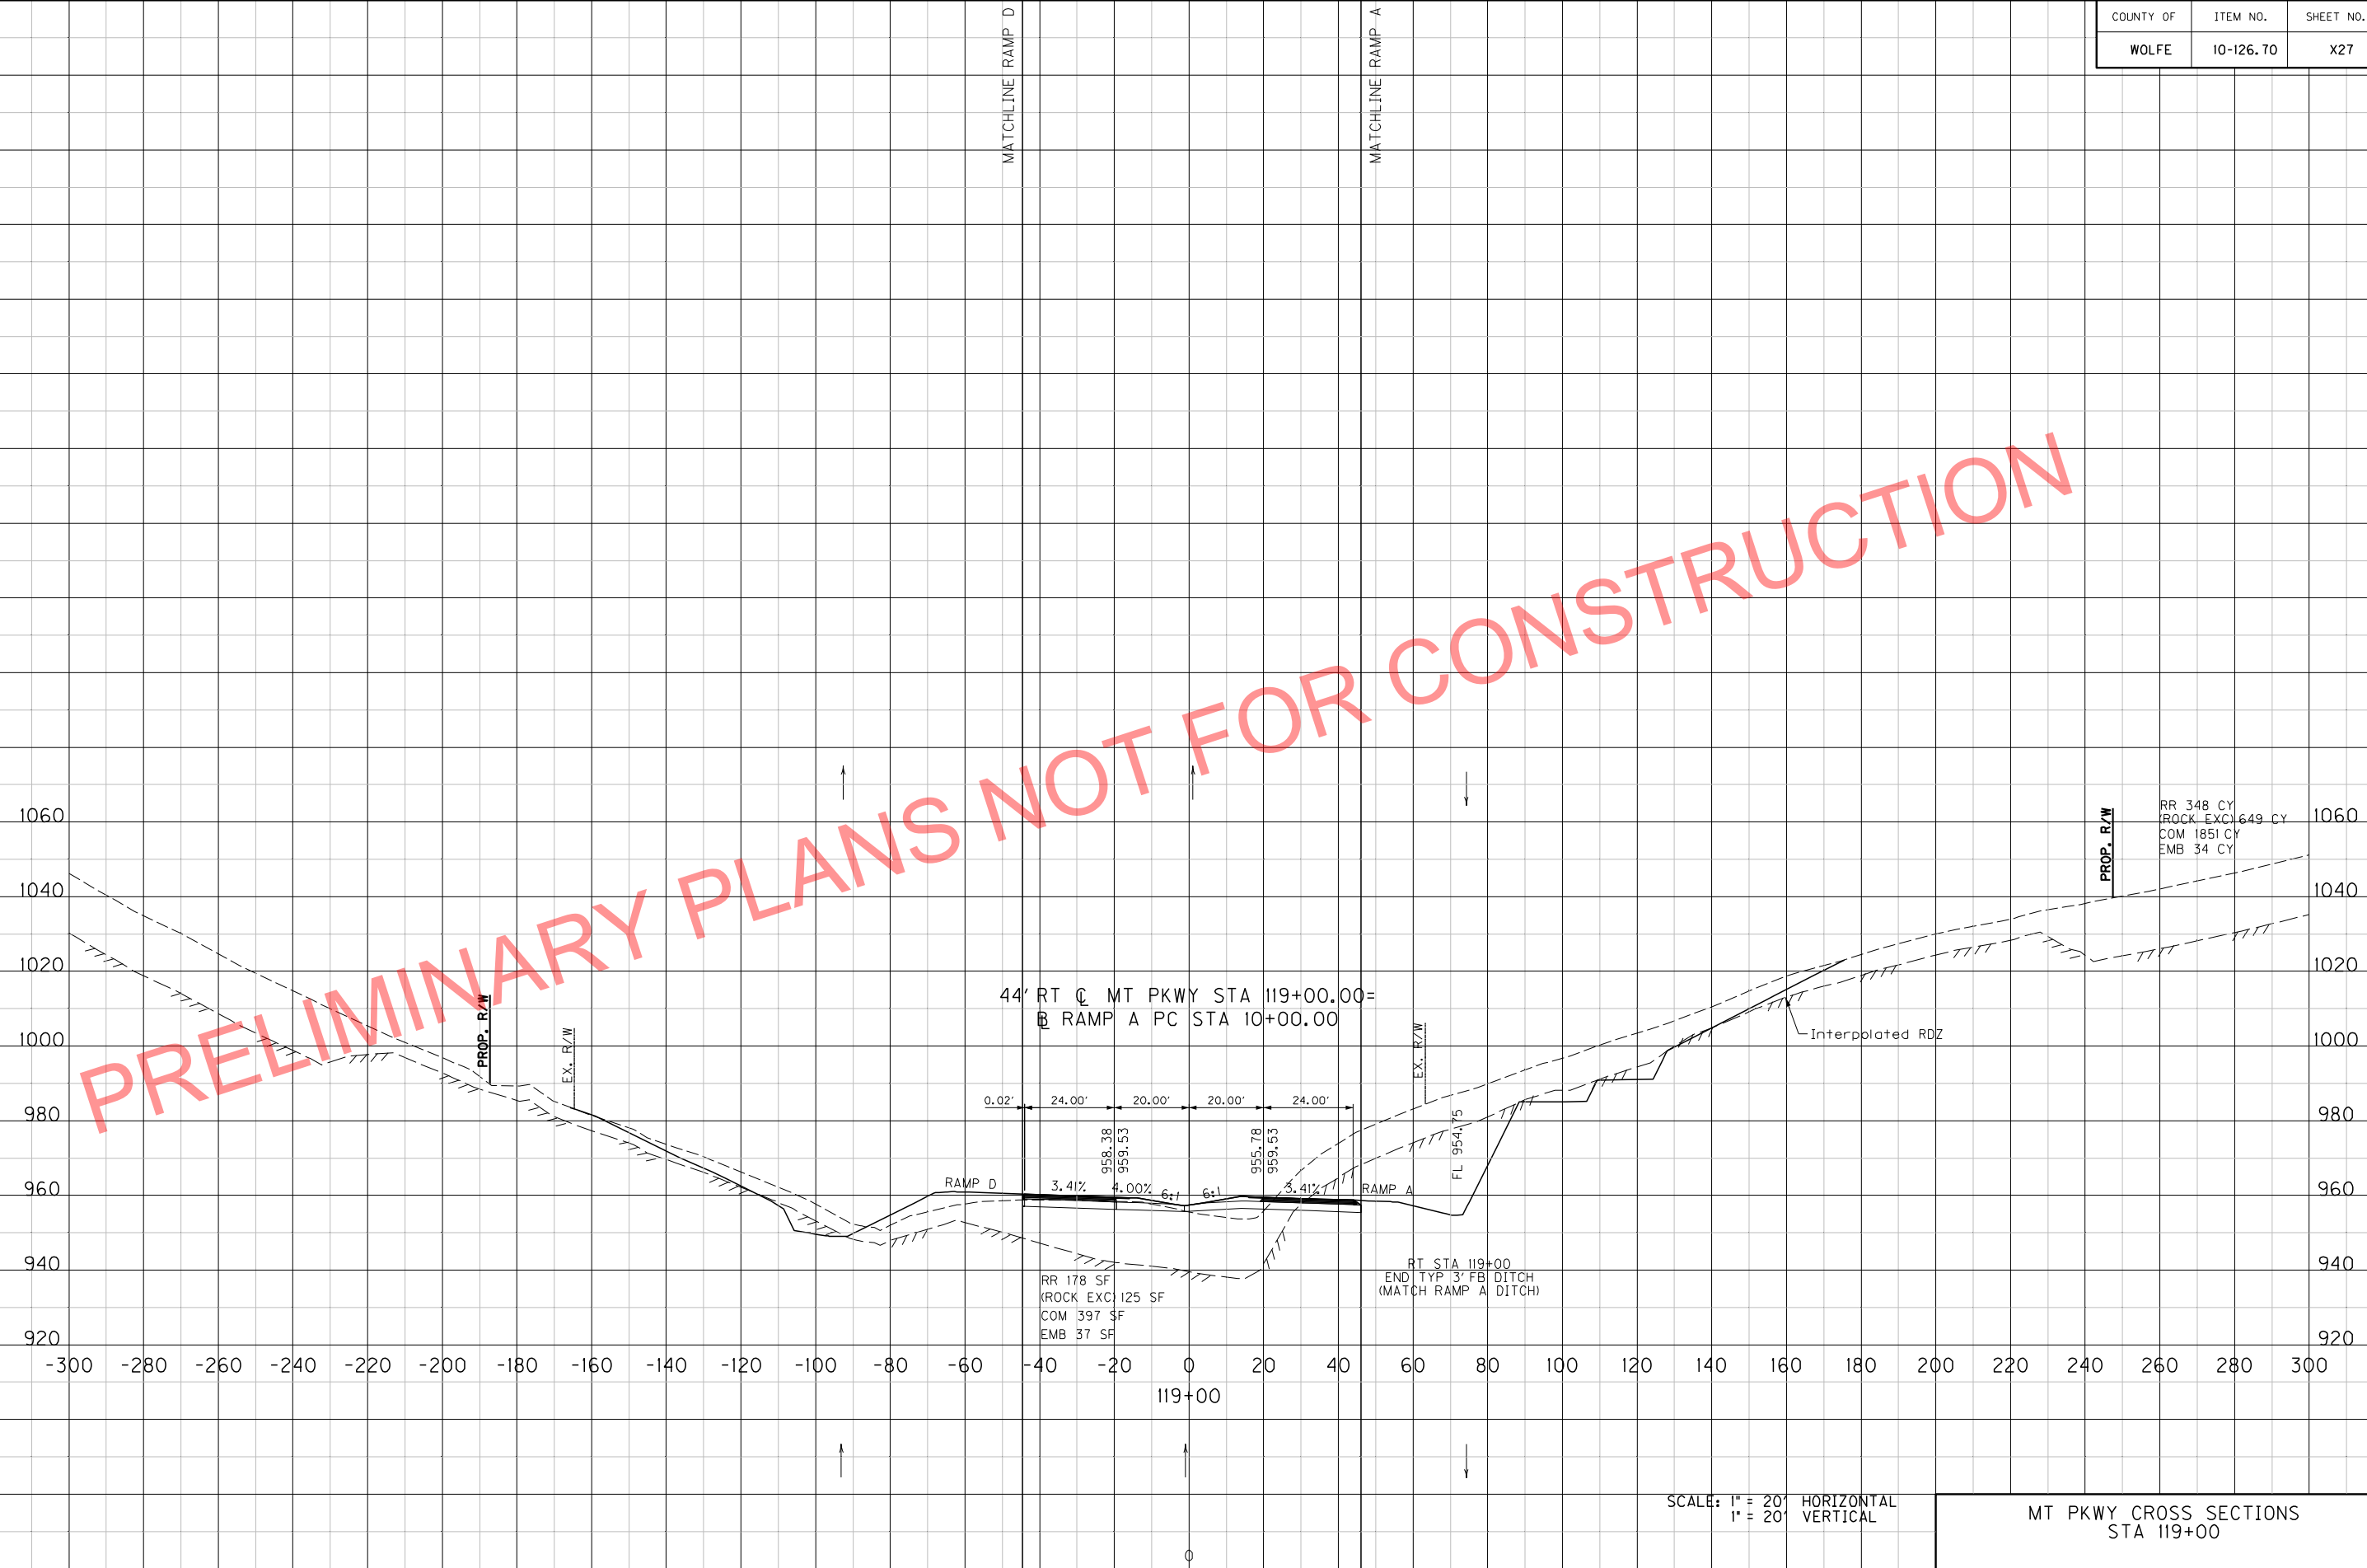 MATCHLINE RAMP D
MATCHLINE RAMP A
COUNTY OF ITEM NO. SHEET NO.
WOLFE 10-126.70 X27
PRELIMINARY PLANS NOT FOR CONSTRUCTION
RR 348 CY
(ROCK EXC) 649 CY
COM 1851 CY
EMB 34 CY
PROP. R/W
1060 1060
1040 1040
1020 1020
1000 1000
980 980
960 960
940 940
920 920
PROP. R/W
EX. R/W
44' RT ℄ MT PKWY STA 119+00.00=
BL RAMP A PC STA 10+00.00
EX. R/W
Interpolated RDZ
0.02' 24.00' 20.00' 20.00' 24.00'
958.38
959.53
955.78
959.53
FL 954.75
RAMP D 3.41% 4.00% 6:1 6:1 3.41% RAMP A
RR 178 SF
(ROCK EXC) 125 SF
COM 397 SF
EMB 37 SF
RT STA 119+00
END TYP 3' FB DITCH
(MATCH RAMP A DITCH)
-300 -280 -260 -240 -220 -200 -180 -160 -140 -120 -100 -80 -60 -40 -20 0 20 40 60 80 100 120 140 160 180 200 220 240 260 280 300
119+00
SCALE: 1" = 20' HORIZONTAL
1" = 20' VERTICAL
MT PKWY CROSS SECTIONS
STA 119+00
0